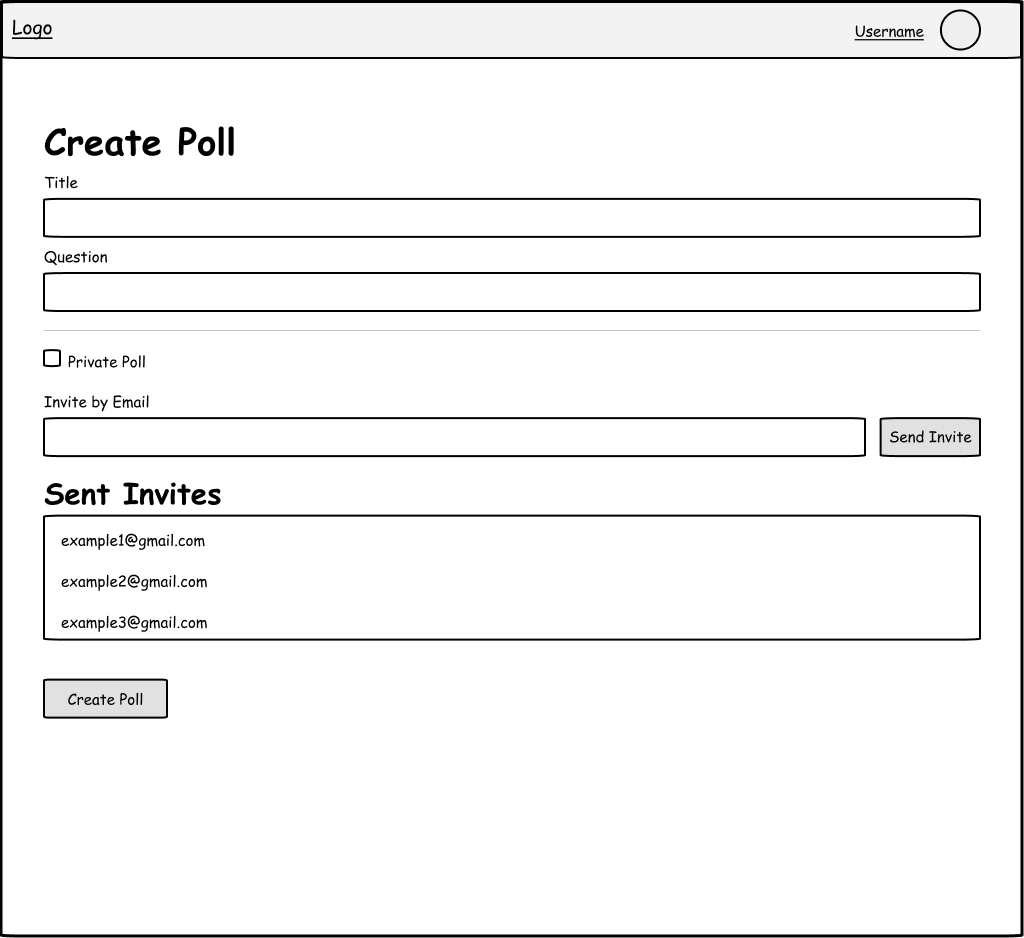 Logo
Username
Create Poll
Title
Question
Private Poll
Invite by Email
Send Invite
Sent Invites
example1@gmail.com
example2@gmail.com
example3@gmail.com
Create Poll